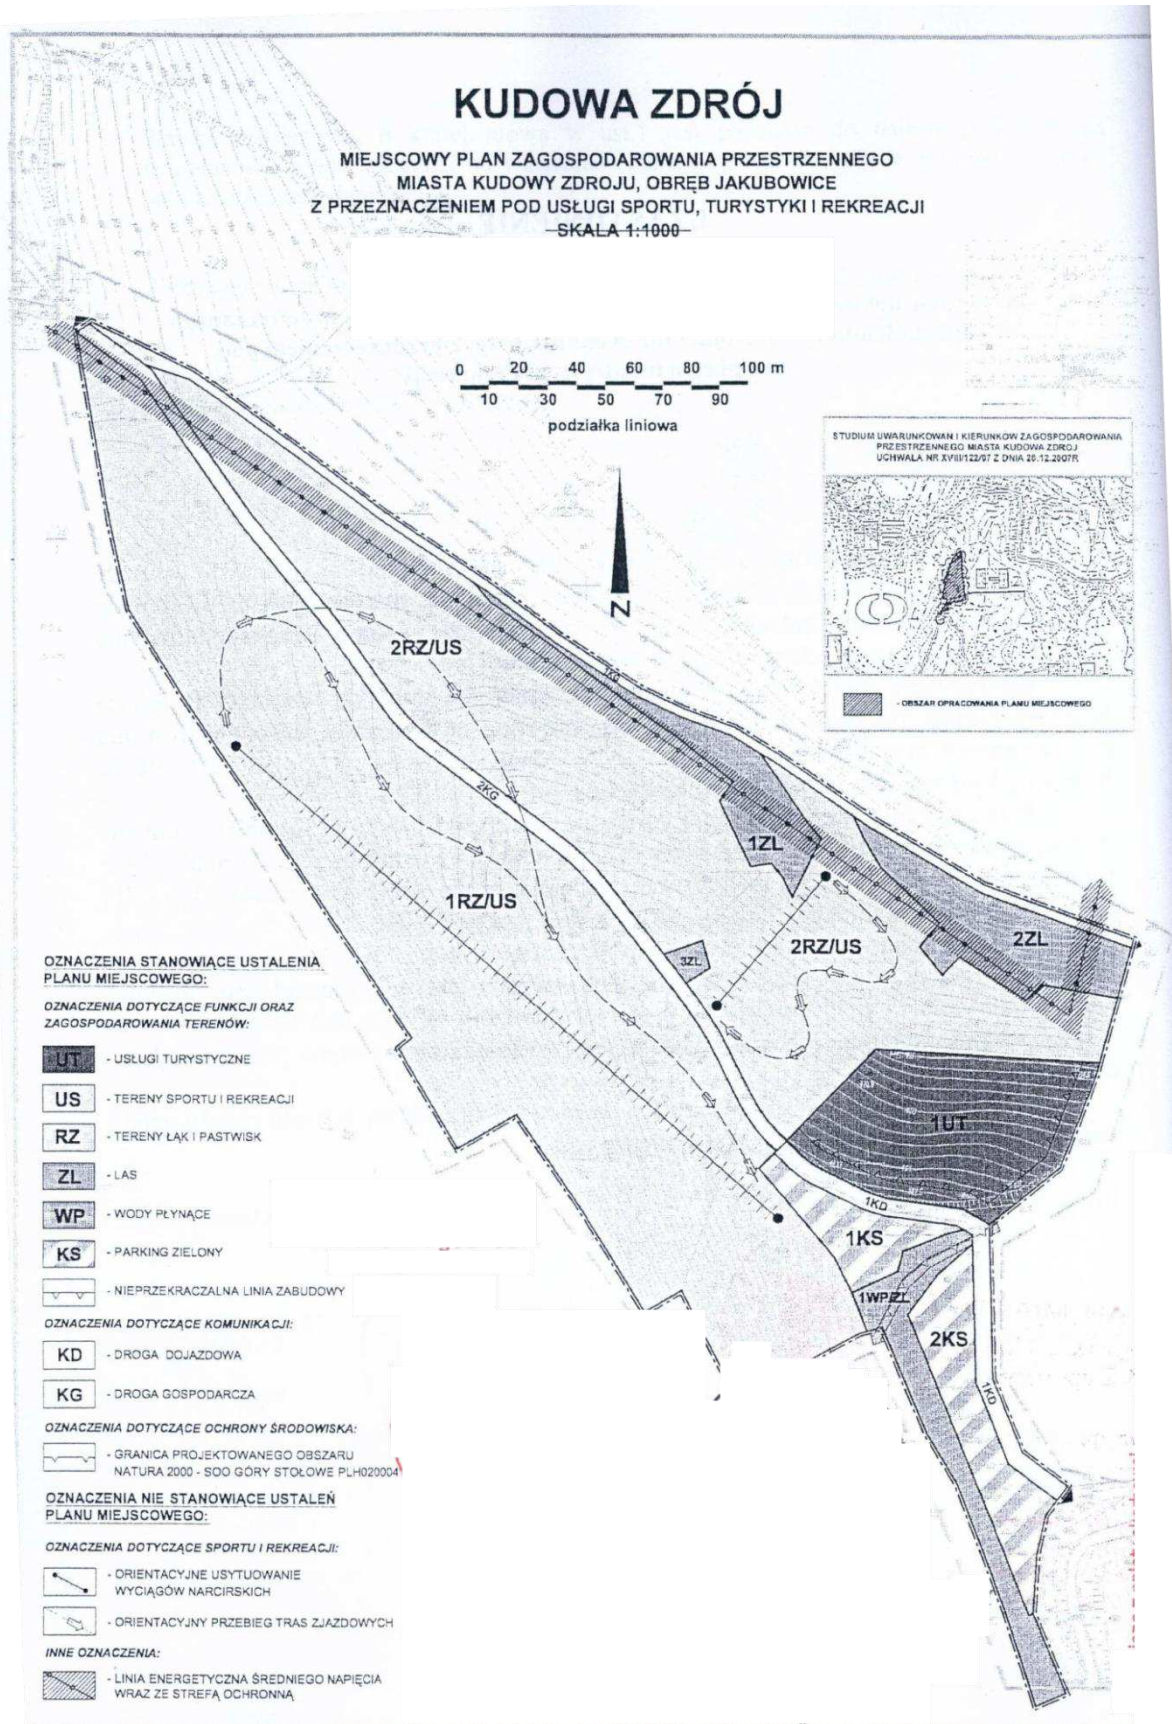 KUDOWA ZDRÓJ
MIEJSCOWY PLAN ZAGOSPODAROWANIA PRZESTRZENNEGO
MIASTA KUDOWY ZDROJU, OBRĘB JAKUBOWICE
Z PRZEZNACZENIEM POD USŁUGI SPORTU, TURYSTYKI I REKREACJI
SKALA 1:1000
0 20 40 60 80 100 m
10 30 50 70 90
podziałka liniowa
STUDIUM UWARUNKOWAN I KIERUNKÓW ZAGOSPODAROWANIA
PRZESTRZENNEGO MIASTA KUDOWA ZDROJ
UCHWALA NR XVIII/122/07 Z DNIA 20.12.2007R
- OBSZAR OPRACOWANIA PLANU MIEJSCOWEGO
N
2RZ/US
1KG
2KG
1ZL
1RZ/US
2RZ/US
2ZL
3ZL
1UT
1KD
1KS
1WP/ZL
2KS
1KD
OZNACZENIA STANOWIĄCE USTALENIA
PLANU MIEJSCOWEGO:
OZNACZENIA DOTYCZĄCE FUNKCJI ORAZ
ZAGOSPODAROWANIA TERENÓW:
UT - USŁUGI TURYSTYCZNE
US - TERENY SPORTU I REKREACJI
RZ - TERENY ŁĄK I PASTWISK
ZL - LAS
WP - WODY PŁYNĄCE
KS - PARKING ZIELONY
- NIEPRZEKRACZALNA LINIA ZABUDOWY
OZNACZENIA DOTYCZĄCE KOMUNIKACJI:
KD - DROGA DOJAZDOWA
KG - DROGA GOSPODARCZA
OZNACZENIA DOTYCZĄCE OCHRONY ŚRODOWISKA:
- GRANICA PROJEKTOWANEGO OBSZARU
NATURA 2000 - SOO GÓRY STOŁOWE PLH020004
OZNACZENIA NIE STANOWIĄCE USTALEŃ
PLANU MIEJSCOWEGO:
OZNACZENIA DOTYCZĄCE SPORTU I REKREACJI:
- ORIENTACYJNE USYTUOWANIE
WYCIĄGÓW NARCIRSKICH
- ORIENTACYJNY PRZEBIEG TRAS ZJAZDOWYCH
INNE OZNACZENIA:
- LINIA ENERGETYCZNA ŚREDNIEGO NAPIĘCIA
WRAZ ZE STREFĄ OCHRONNĄ